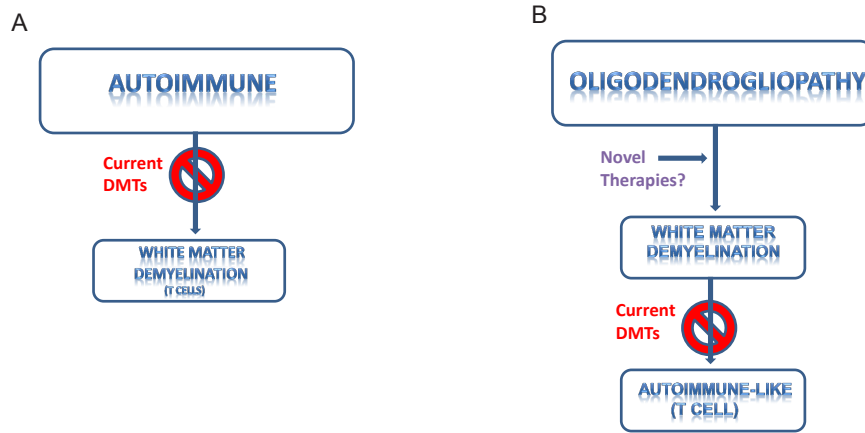 A
AUTOIMMUNE
Current
DMTs
WHITE MATTER
DEMYELINATION
(T CELLS)
B
OLIGODENDROGLIOPATHY
Novel
Therapies?
WHITE MATTER
DEMYELINATION
Current
DMTs
AUTOIMMUNE-LIKE
(T CELL)